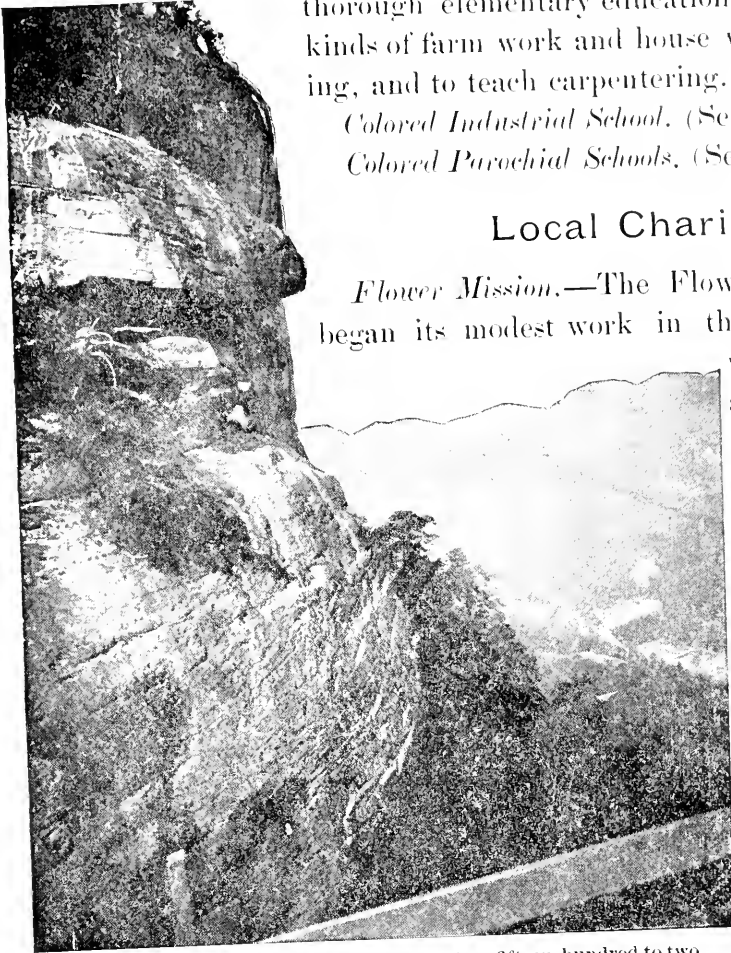 thorough elementary education
kinds of farm work and house
ing, and to teach carpentering.
Colored Industrial School. (Se
Colored Parochial Schools. (Se
Local Chari
Flower Mission.—The Flow
began its modest work in th
hundred to two